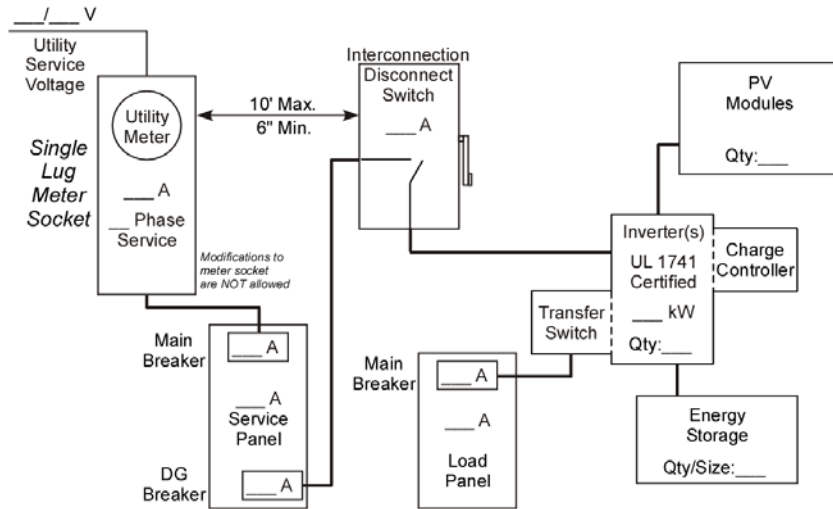 ___/___ V
Utility
Service
Voltage
Utility
Meter
Single
Lug
Meter
Socket
___ A
__ Phase
Service
Modifications to
meter socket
are NOT allowed
10' Max.
6" Min.
Interconnection
Disconnect
Switch
___ A
PV
Modules
Qty:___
Inverter(s)
UL 1741
Certified
___ kW
Qty:___
Charge
Controller
Transfer
Switch
Main
Breaker
___ A
___ A
Service
Panel
DG
Breaker
___ A
Main
Breaker
___ A
___ A
Load
Panel
Energy
Storage
Qty/Size:___